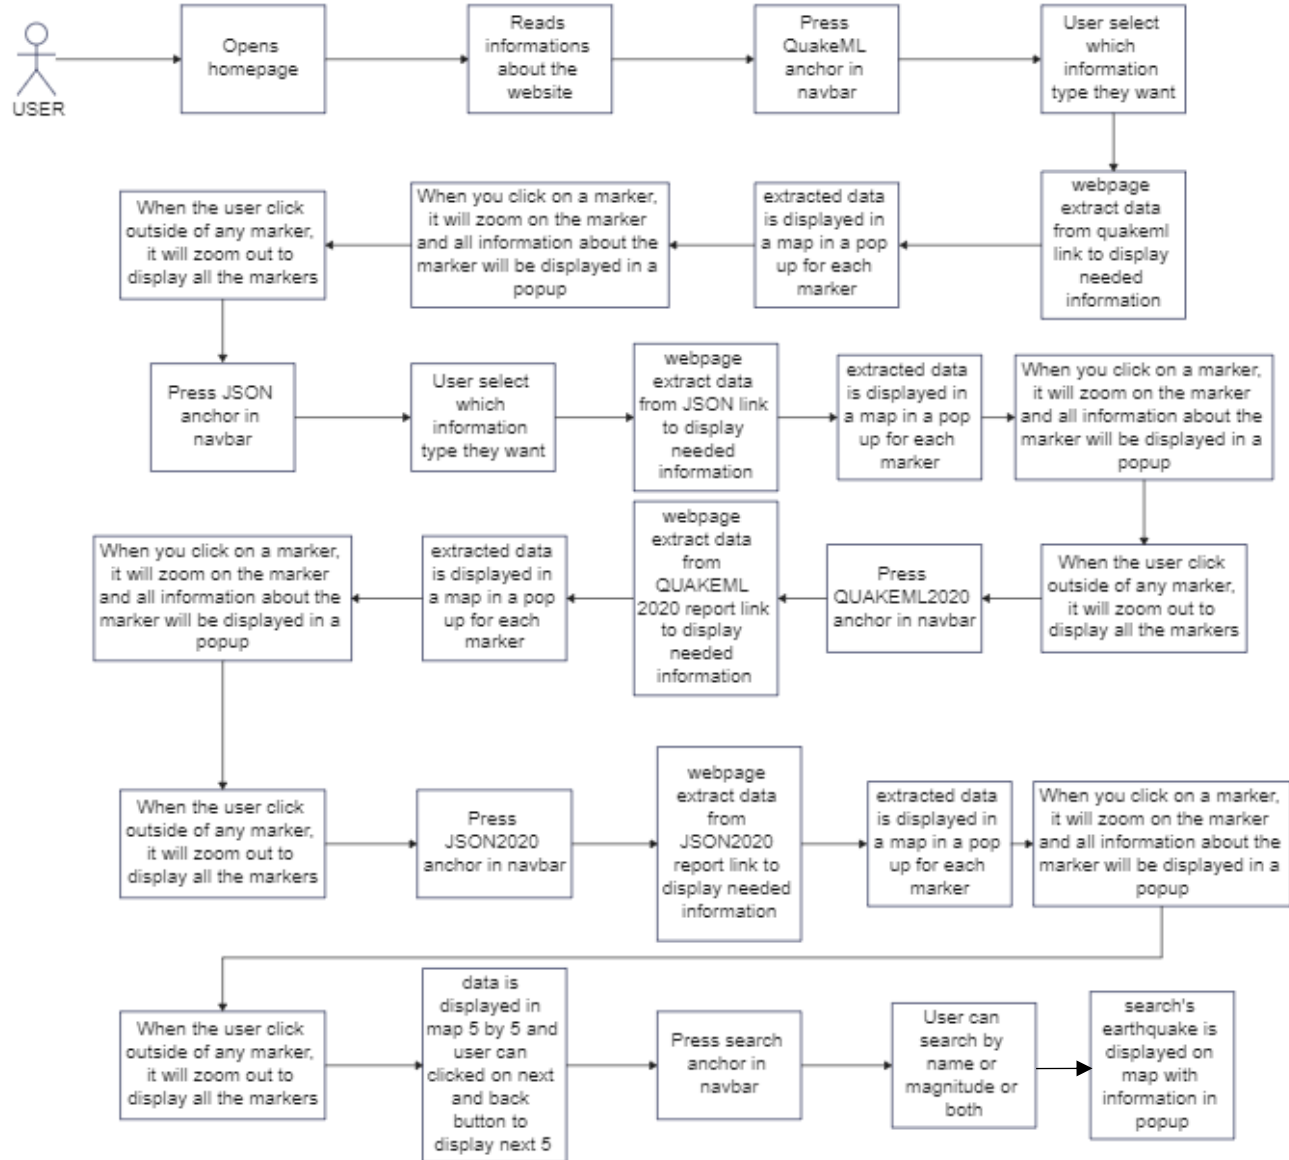 USER
Opens
homepage
Reads
informations
about the
website
Press
QuakeML
anchor in
navbar
User select
which
information
type they want
webpage
extract data
from quakeml
link to display
needed
information
extracted data
is displayed in
a map in a pop
up for each
marker
When you click on a marker,
it will zoom on the marker
and all information about the
marker will be displayed in a
popup
When the user click
outside of any marker,
it will zoom out to
display all the markers
Press JSON
anchor in
navbar
User select
which
information
type they want
webpage
extract data
from JSON link
to display
needed
information
extracted data
is displayed in
a map in a pop
up for each
marker
When you click on a marker,
it will zoom on the marker
and all information about the
marker will be displayed in a
popup
When the user click
outside of any marker,
it will zoom out to
display all the markers
Press
QUAKEML2020
anchor in navbar
webpage
extract data
from
QUAKEML
2020 report link
to display
needed
information
extracted data
is displayed in
a map in a pop
up for each
marker
When you click on a marker,
it will zoom on the marker
and all information about the
marker will be displayed in a
popup
When the user click
outside of any marker,
it will zoom out to
display all the markers
Press
JSON2020
anchor in navbar
webpage
extract data
from
JSON2020
report link to
display needed
information
extracted data
is displayed in
a map in a pop
up for each
marker
When you click on a marker,
it will zoom on the marker
and all information about the
marker will be displayed in a
popup
When the user click
outside of any marker,
it will zoom out to
display all the markers
data is
displayed in
map 5 by 5 and
user can
clicked on next
and back
button to
display next 5
Press search
anchor in
navbar
User can
search by
name or
magnitude or
both
search's
earthquake is
displayed on
map with
information in
popup